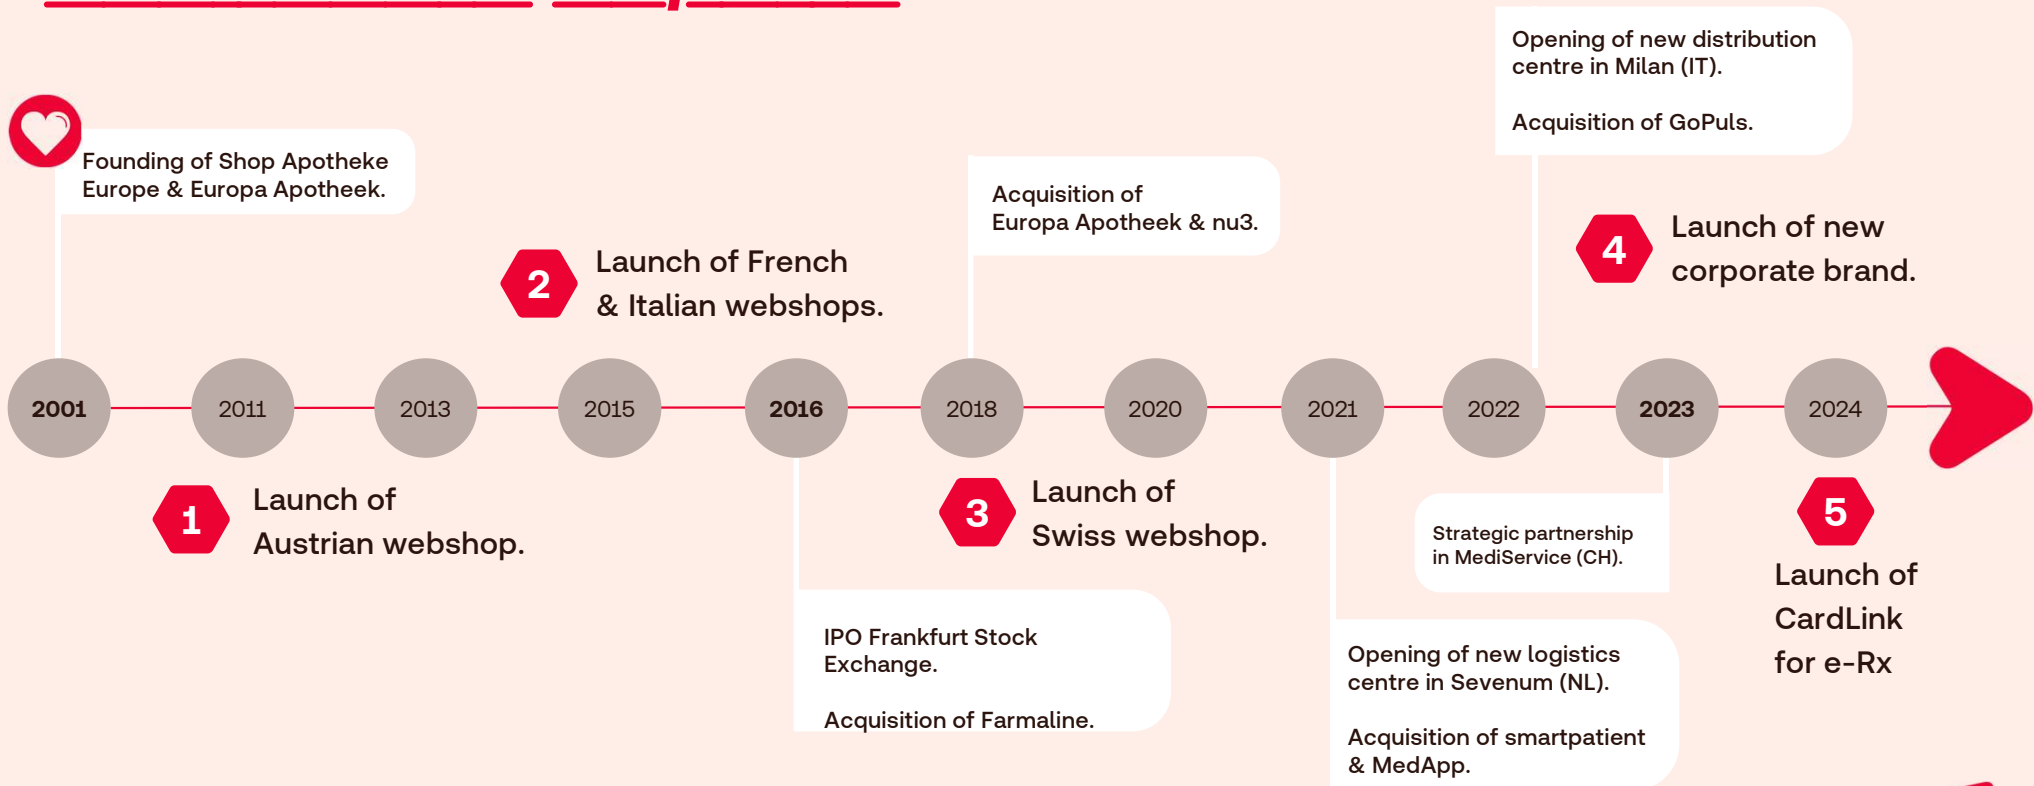 Opening of new distribution
centre in Milan (IT).
Acquisition of GoPuls.
Founding of Shop Apotheke
Europe & Europa Apotheek.
Acquisition of
Europa Apotheek & nu3.
2
Launch of French
& Italian webshops.
4
Launch of new
corporate brand.
2001
2011
2013
2015
2016
2018
2020
2021
2022
2023
2024
1
Launch of
Austrian webshop.
3
Launch of
Swiss webshop.
Strategic partnership
in MediService (CH).
5
Launch of
CardLink
for e-Rx
IPO Frankfurt Stock
Exchange.
Acquisition of Farmaline.
Opening of new logistics
centre in Sevenum (NL).
Acquisition of smartpatient
& MedApp.